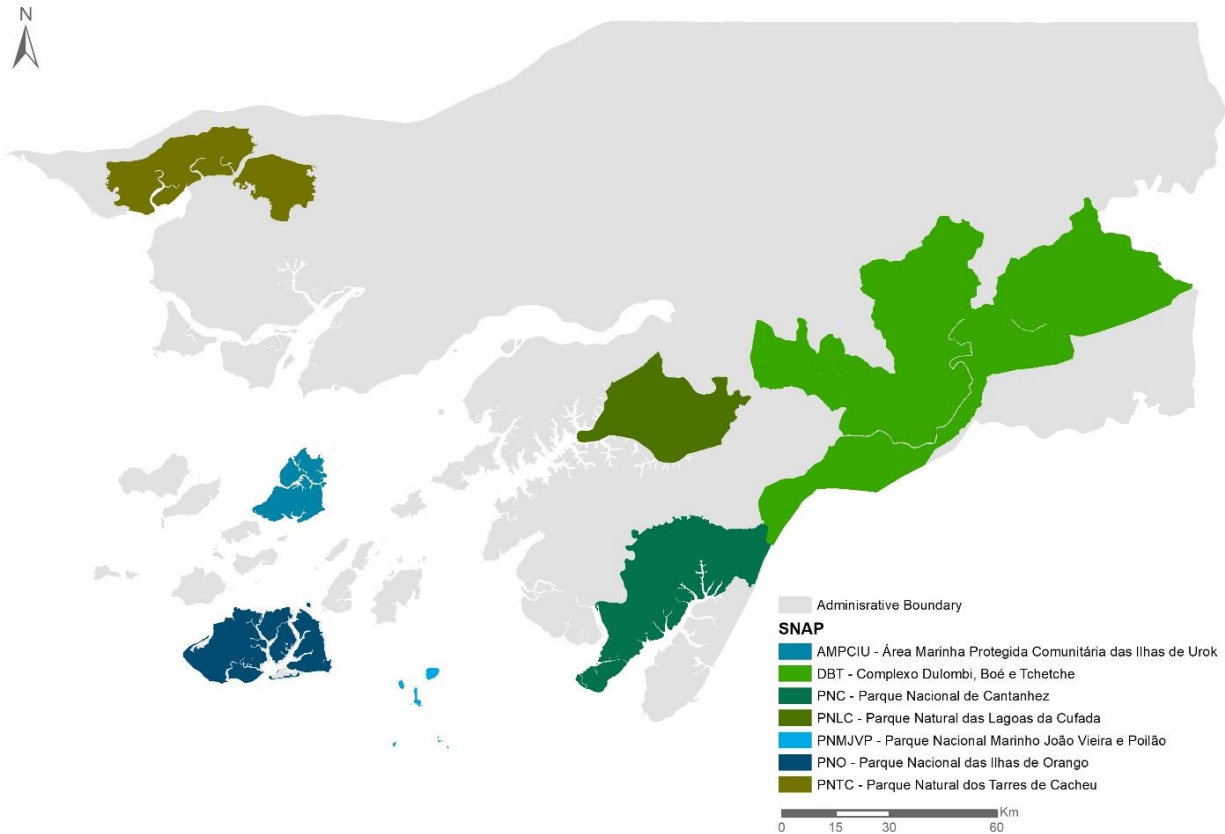 N
Adminisrative Boundary
SNAP
AMPCIU - Área Marinha Protegida Comunitária das Ilhas de Urok
DBT - Complexo Dulombi, Boé e Tchetche
PNC - Parque Nacional de Cantanhez
PNLC - Parque Natural das Lagoas da Cufada
PNMJVP - Parque Nacional Marinho João Vieira e Poilão
PNO - Parque Nacional das Ilhas de Orango
PNTC - Parque Natural dos Tarres de Cacheu
Km
0 15 30 60